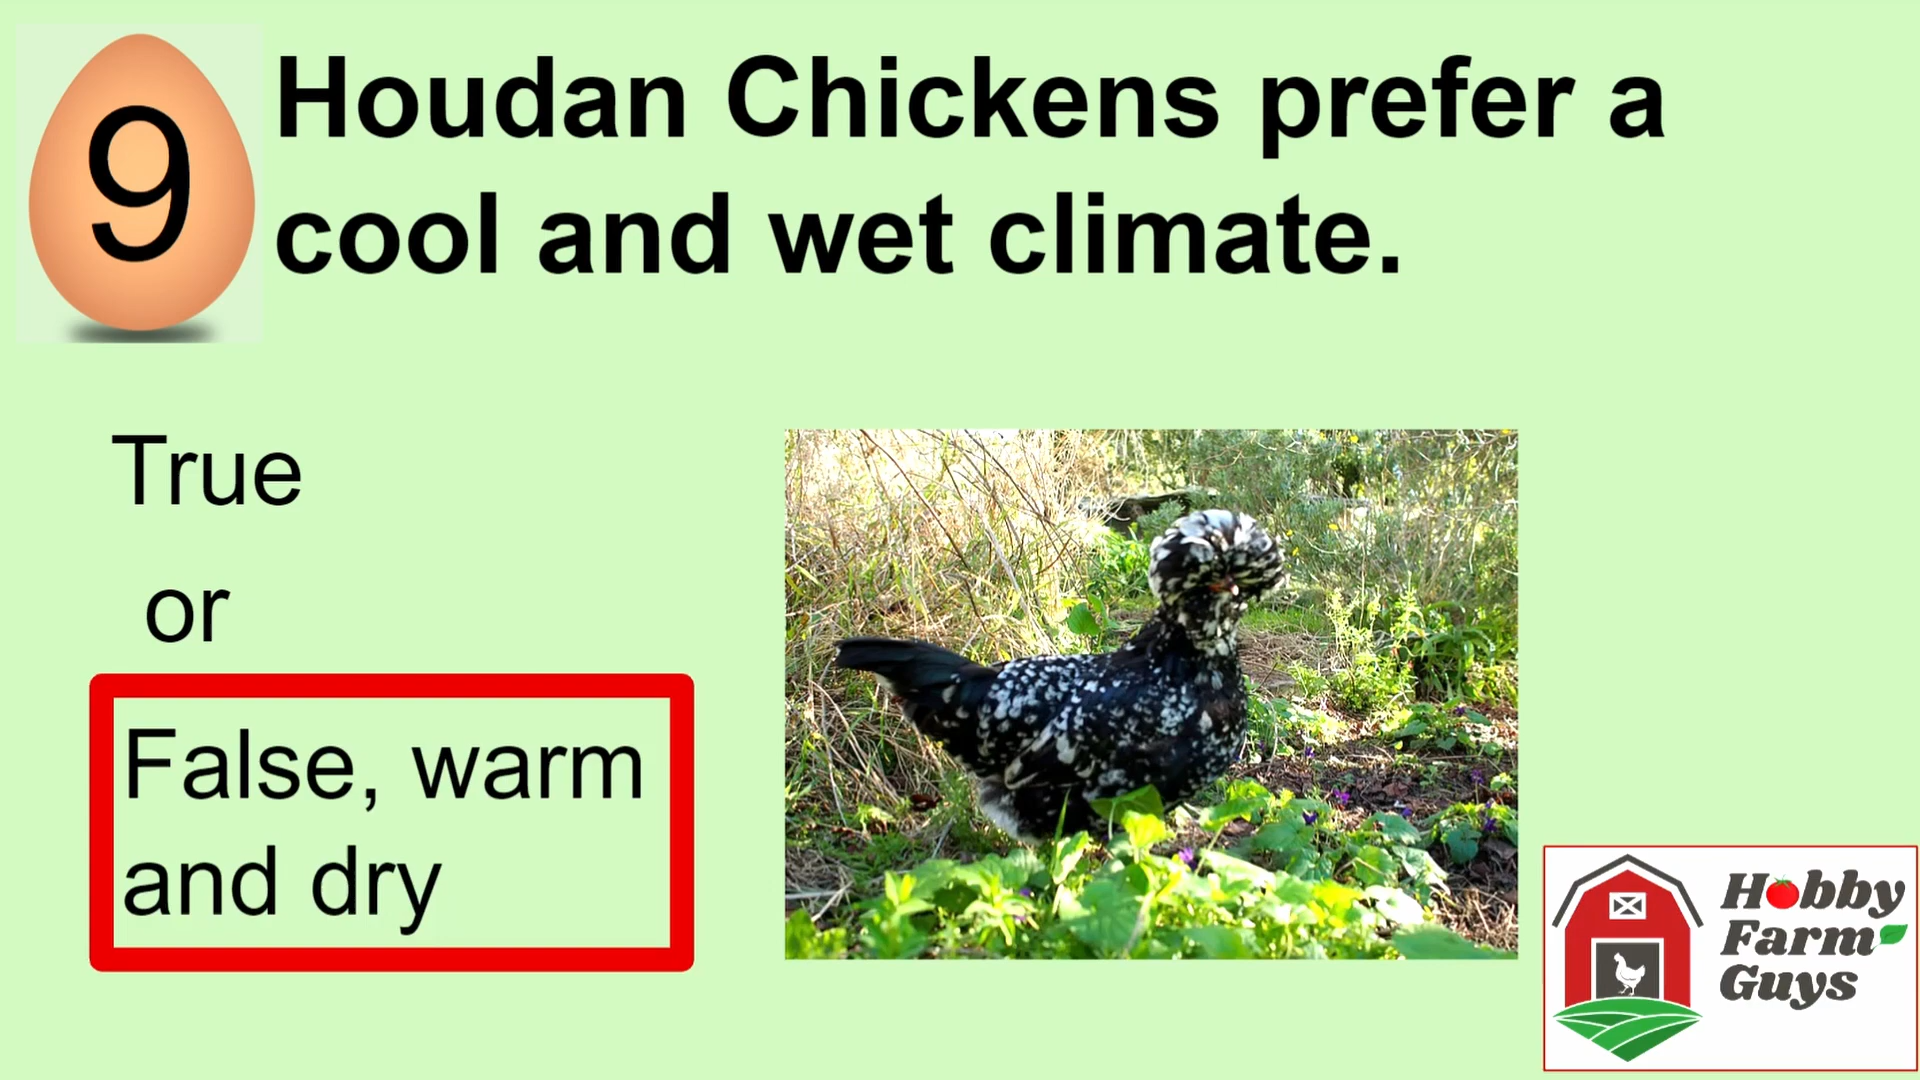 9
Houdan Chickens prefer a
cool and wet climate.
True
or
False, warm
and dry
Hobby
Farm
Guys